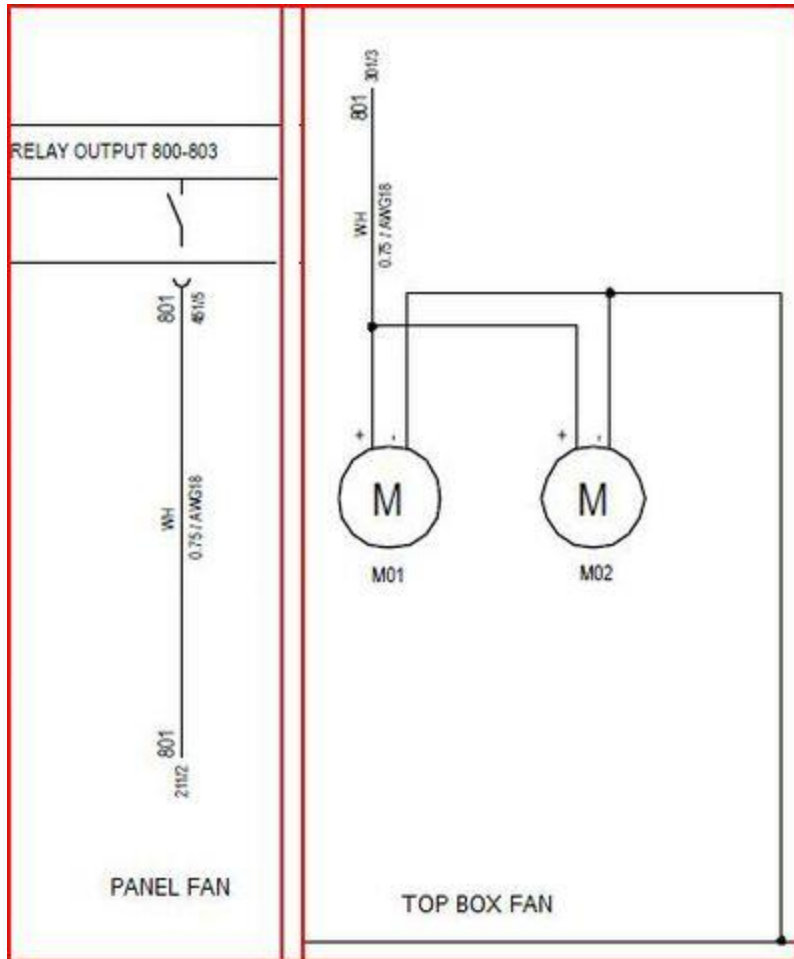 RELAY OUTPUT 800-803
801
451/5
WH
0.75 / AWG18
801
211/2
PANEL FAN
801
301/3
WH
0.75 / AWG18
+
-
+
-
M
M
M01
M02
TOP BOX FAN